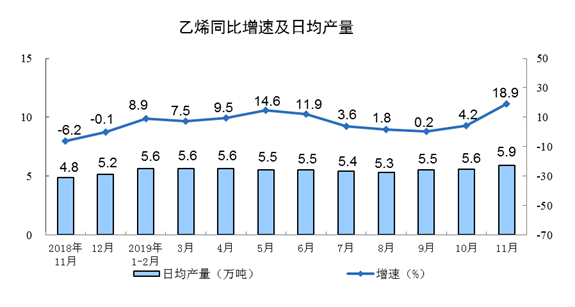 乙烯同比增速及日均产量
15
10
5
0
50
30
10
-10
-30
-50
-70
-6.2
-0.1
8.9
7.5
9.5
14.6
11.9
3.6
1.8
0.2
4.2
18.9
4.8
5.2
5.6
5.6
5.6
5.5
5.5
5.4
5.3
5.5
5.6
5.9
2018年
11月
12月
2019年
1-2月
3月
4月
5月
6月
7月
8月
9月
10月
11月
日均产量（万吨）
增速（%）